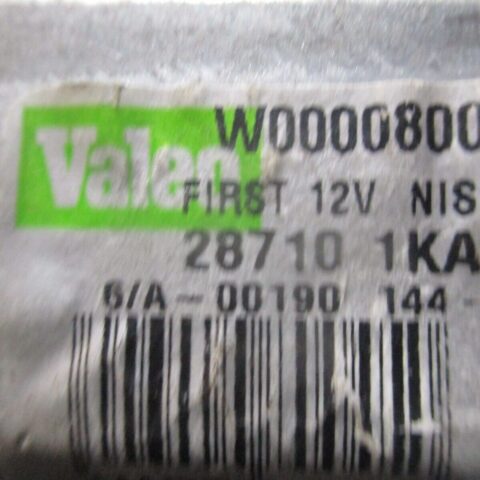 Valeo
W0000800
FIRST 12V NIS
28710 1KA
6/A-00190 144-